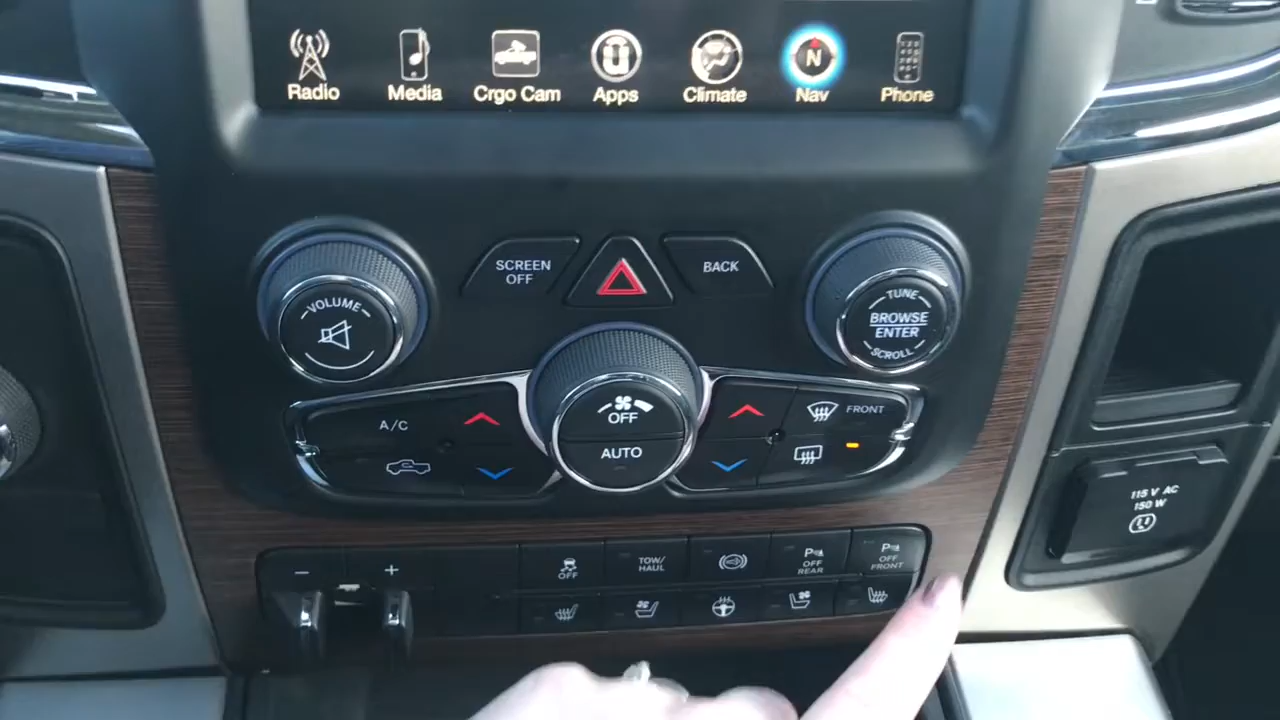 Radio
Media
Crgo Cam
Apps
Climate
N
Nav
Phone
SCREEN
OFF
BACK
VOLUME
TUNE
BROWSE
ENTER
SCROLL
A/C
OFF
AUTO
FRONT
115 V AC
150 W
− +
OFF
TOW/
HAUL
P
OFF
REAR
P
OFF
FRONT